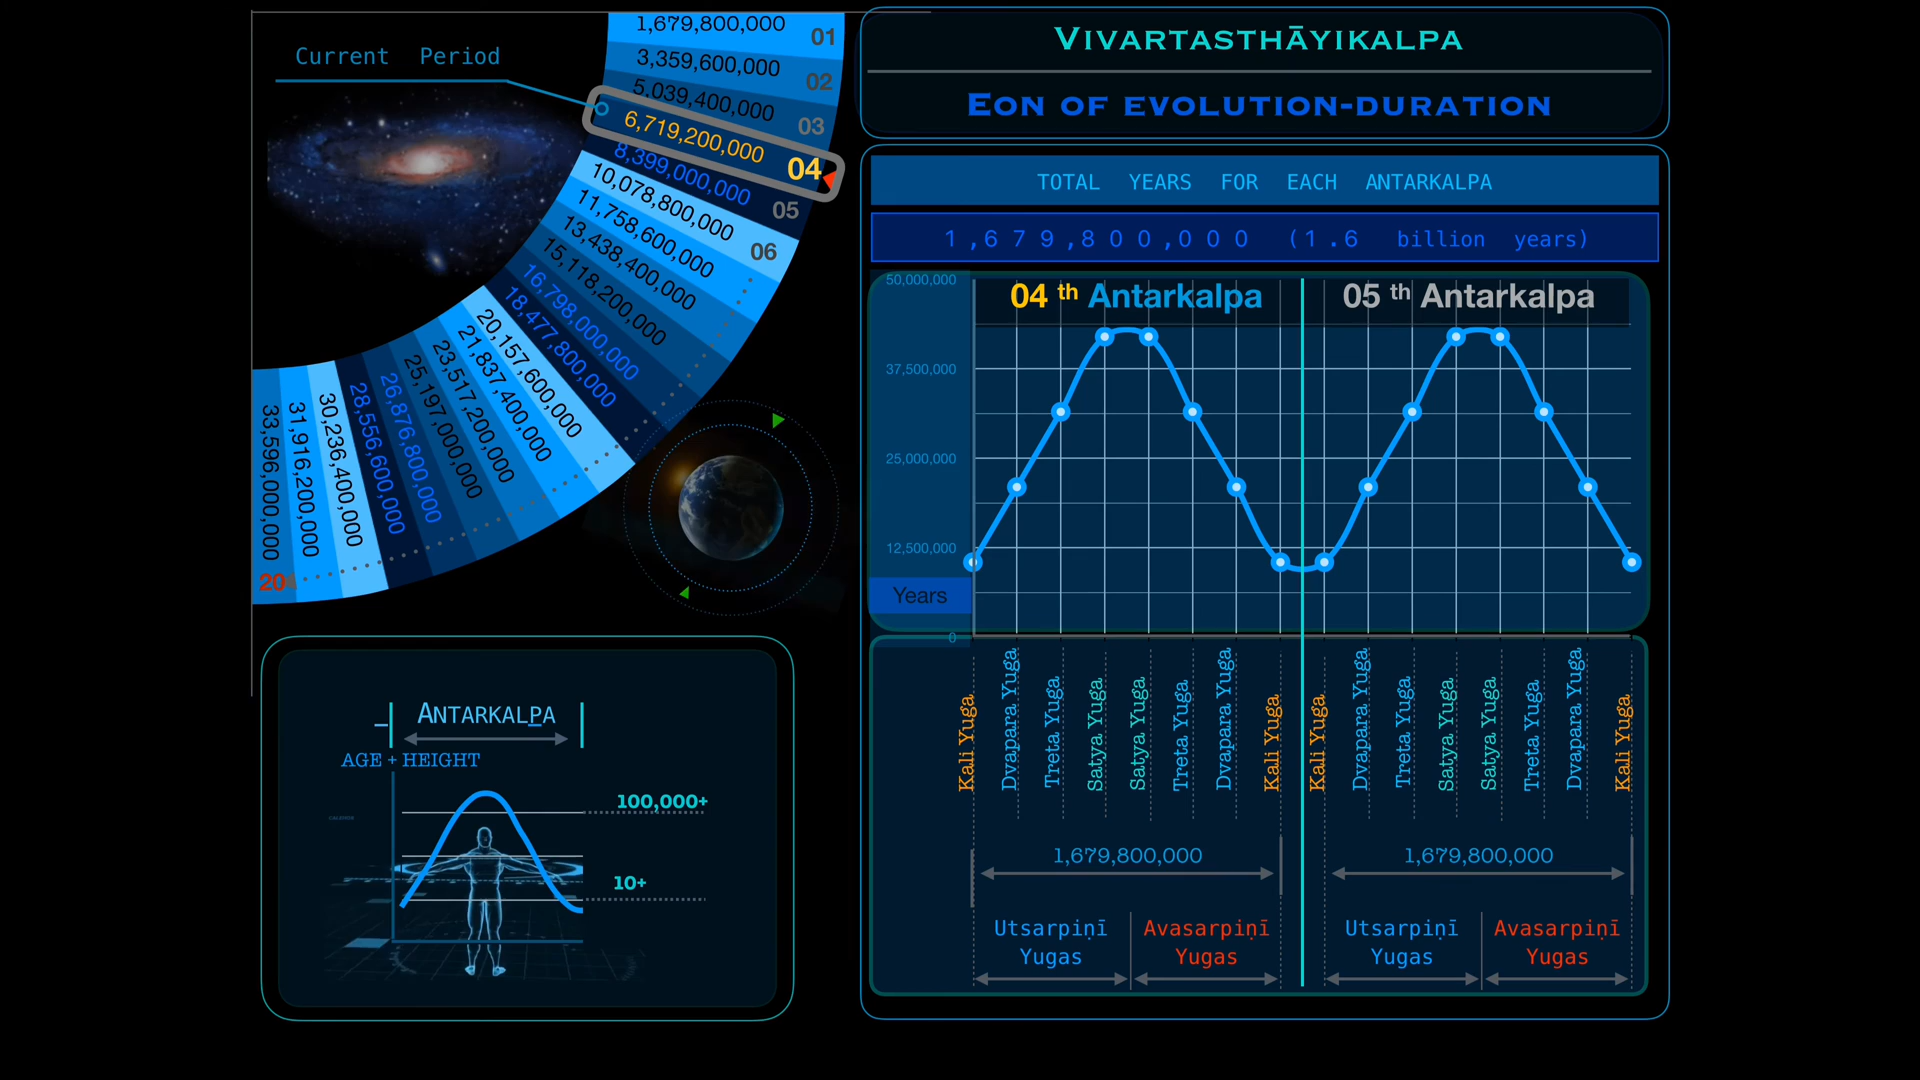 Current Period
1,679,800,000 01
3,359,600,000 02
5,039,400,000 03
6,719,200,000 04
8,399,000,000 05
10,078,800,000 06
11,758,600,000
13,438,400,000
15,118,200,000
16,798,000,000
18,477,800,000
20,157,600,000
21,837,400,000
23,517,200,000
25,197,000,000
26,876,800,000
28,556,600,000
30,236,400,000
31,916,200,000
33,596,000,000
20
VIVARTASTHĀYIKALPA
EON OF EVOLUTION-DURATION
TOTAL YEARS FOR EACH ANTARKALPA
1,679,800,000 (1.6 billion years)
50,000,000
37,500,000
25,000,000
12,500,000
Years
0
04 th Antarkalpa
05 th Antarkalpa
Kali Yuga
Dvapara Yuga
Treta Yuga
Satya Yuga
Satya Yuga
Treta Yuga
Dvapara Yuga
Kali Yuga
Kali Yuga
Dvapara Yuga
Treta Yuga
Satya Yuga
Satya Yuga
Treta Yuga
Dvapara Yuga
Kali Yuga
1,679,800,000
1,679,800,000
Utsarpiṇī
Yugas
Avasarpiṇī
Yugas
Utsarpiṇī
Yugas
Avasarpiṇī
Yugas
ANTARKALPA
AGE + HEIGHT
100,000+
10+